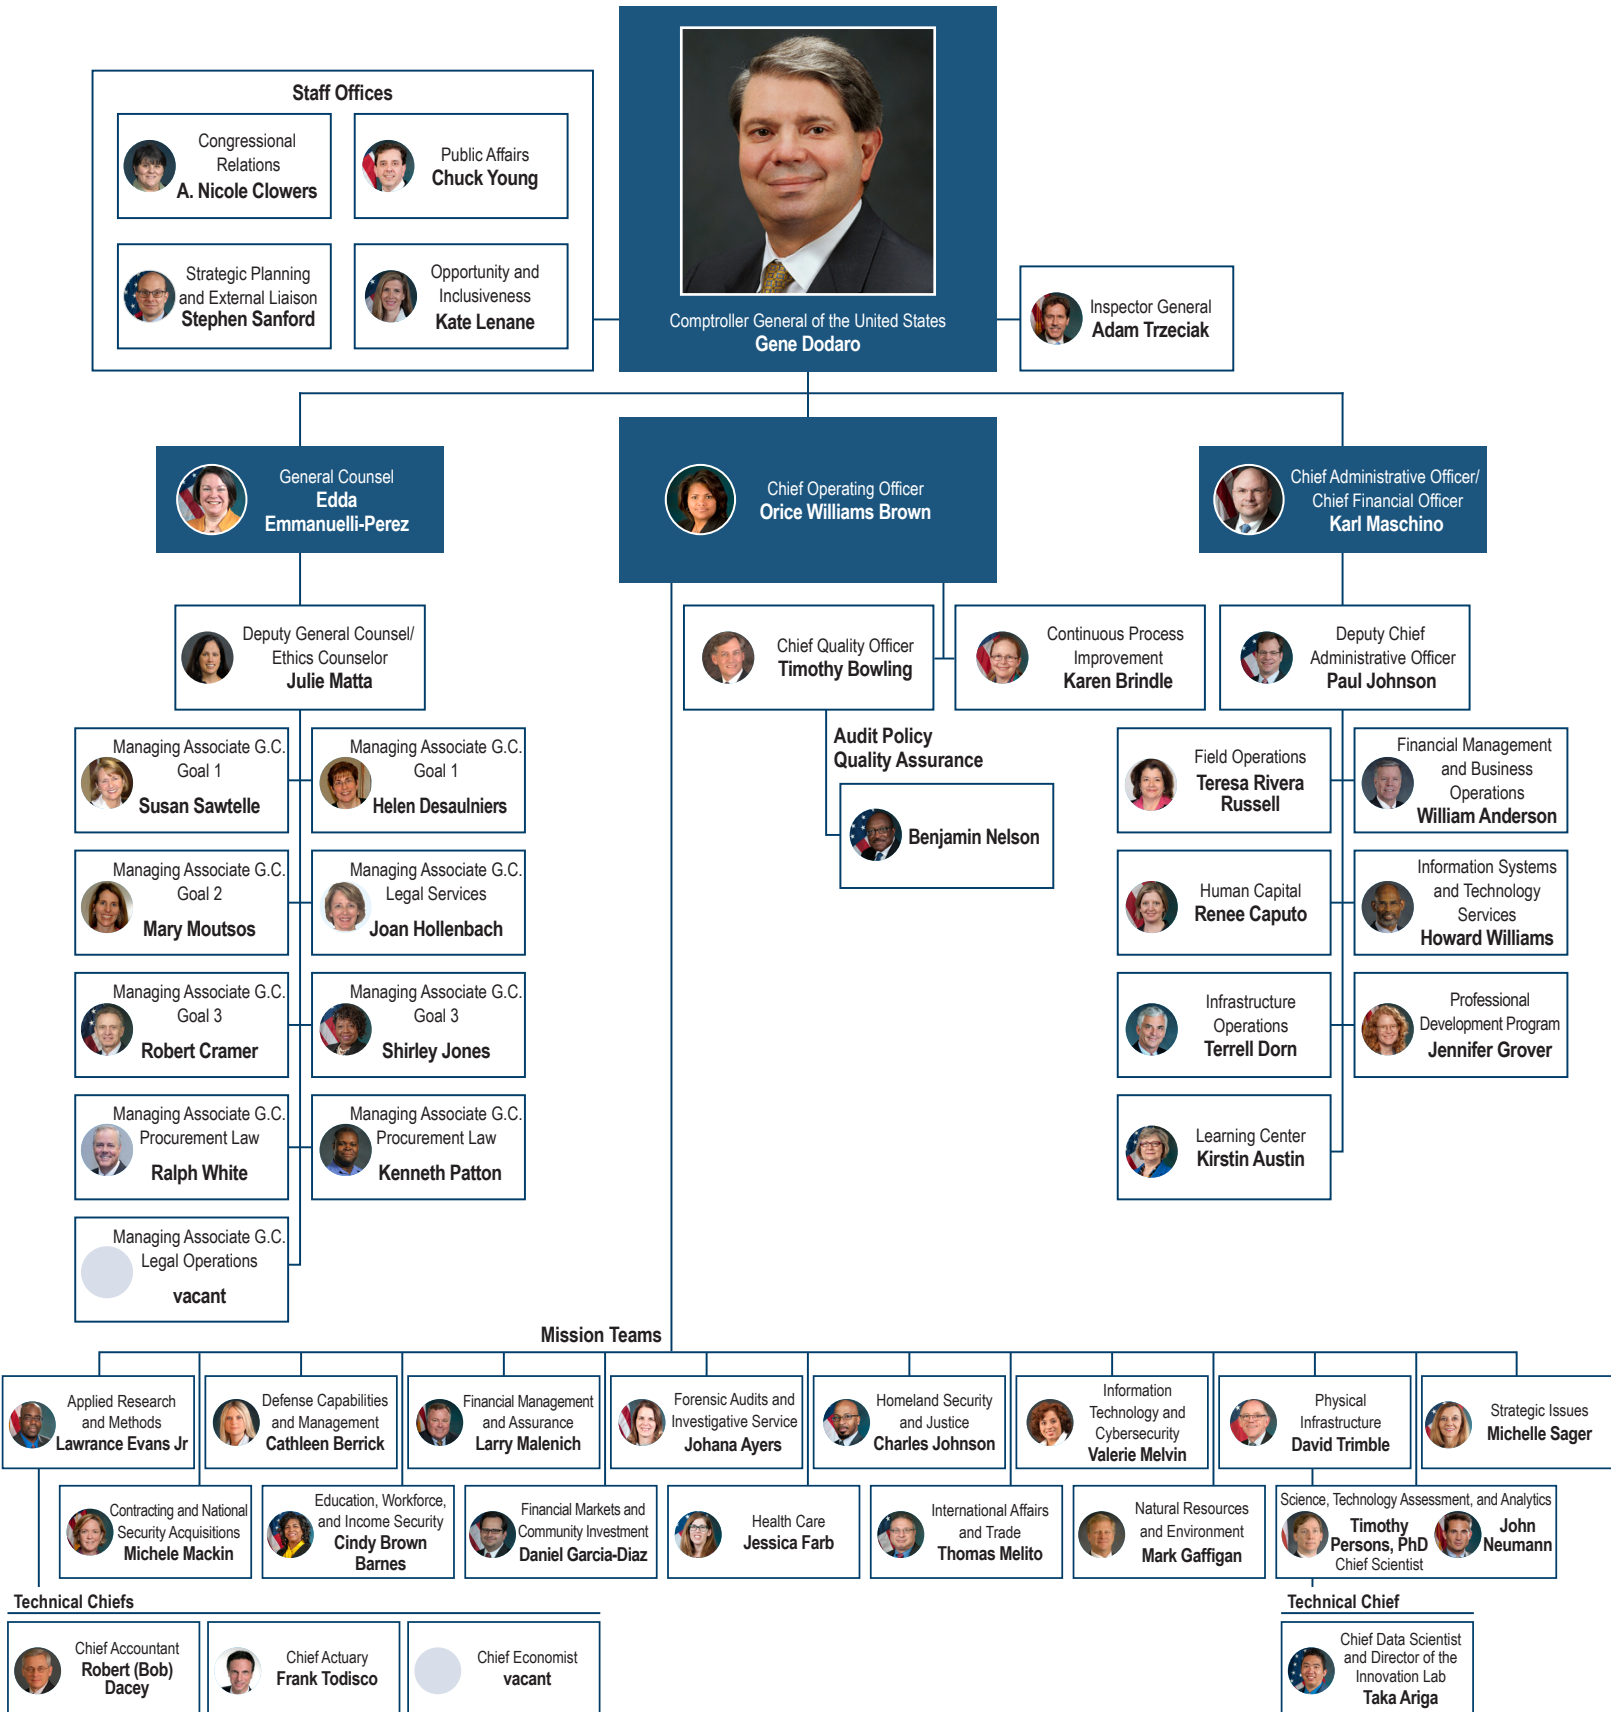 Staff Offices
Congressional
Relations
A. Nicole Clowers
Public Affairs
Chuck Young
Strategic Planning
and External Liaison
Stephen Sanford
Opportunity and
Inclusiveness
Kate Lenane
Comptroller General of the United States
Gene Dodaro
Inspector General
Adam Trzeciak
General Counsel
Edda
Emmanuelli-Perez
Chief Operating Officer
Orice Williams Brown
Chief Administrative Officer/
Chief Financial Officer
Karl Maschino
Deputy General Counsel/
Ethics Counselor
Julie Matta
Chief Quality Officer
Timothy Bowling
Continuous Process
Improvement
Karen Brindle
Deputy Chief
Administrative Officer
Paul Johnson
Managing Associate G.C.
Goal 1
Susan Sawtelle
Managing Associate G.C.
Goal 1
Helen Desaulniers
Managing Associate G.C.
Goal 2
Mary Moutsos
Managing Associate G.C.
Legal Services
Joan Hollenbach
Managing Associate G.C.
Goal 3
Robert Cramer
Managing Associate G.C.
Goal 3
Shirley Jones
Managing Associate G.C.
Procurement Law
Ralph White
Managing Associate G.C.
Procurement Law
Kenneth Patton
Managing Associate G.C.
Legal Operations
vacant
Audit Policy
Quality Assurance
Benjamin Nelson
Field Operations
Teresa Rivera
Russell
Financial Management
and Business
Operations
William Anderson
Human Capital
Renee Caputo
Information Systems
and Technology
Services
Howard Williams
Infrastructure
Operations
Terrell Dorn
Professional
Development Program
Jennifer Grover
Learning Center
Kirstin Austin
Mission Teams
Applied Research
and Methods
Lawrance Evans Jr
Defense Capabilities
and Management
Cathleen Berrick
Financial Management
and Assurance
Larry Malenich
Forensic Audits and
Investigative Service
Johana Ayers
Homeland Security
and Justice
Charles Johnson
Information
Technology and
Cybersecurity
Valerie Melvin
Physical
Infrastructure
David Trimble
Strategic Issues
Michelle Sager
Contracting and National
Security Acquisitions
Michele Mackin
Education, Workforce,
and Income Security
Cindy Brown
Barnes
Financial Markets and
Community Investment
Daniel Garcia-Diaz
Health Care
Jessica Farb
International Affairs
and Trade
Thomas Melito
Natural Resources
and Environment
Mark Gaffigan
Science, Technology Assessment, and Analytics
Timothy
Persons, PhD
Chief Scientist
John
Neumann
Technical Chiefs
Chief Accountant
Robert (Bob)
Dacey
Chief Actuary
Frank Todisco
Chief Economist
vacant
Technical Chief
Chief Data Scientist
and Director of the
Innovation Lab
Taka Ariga